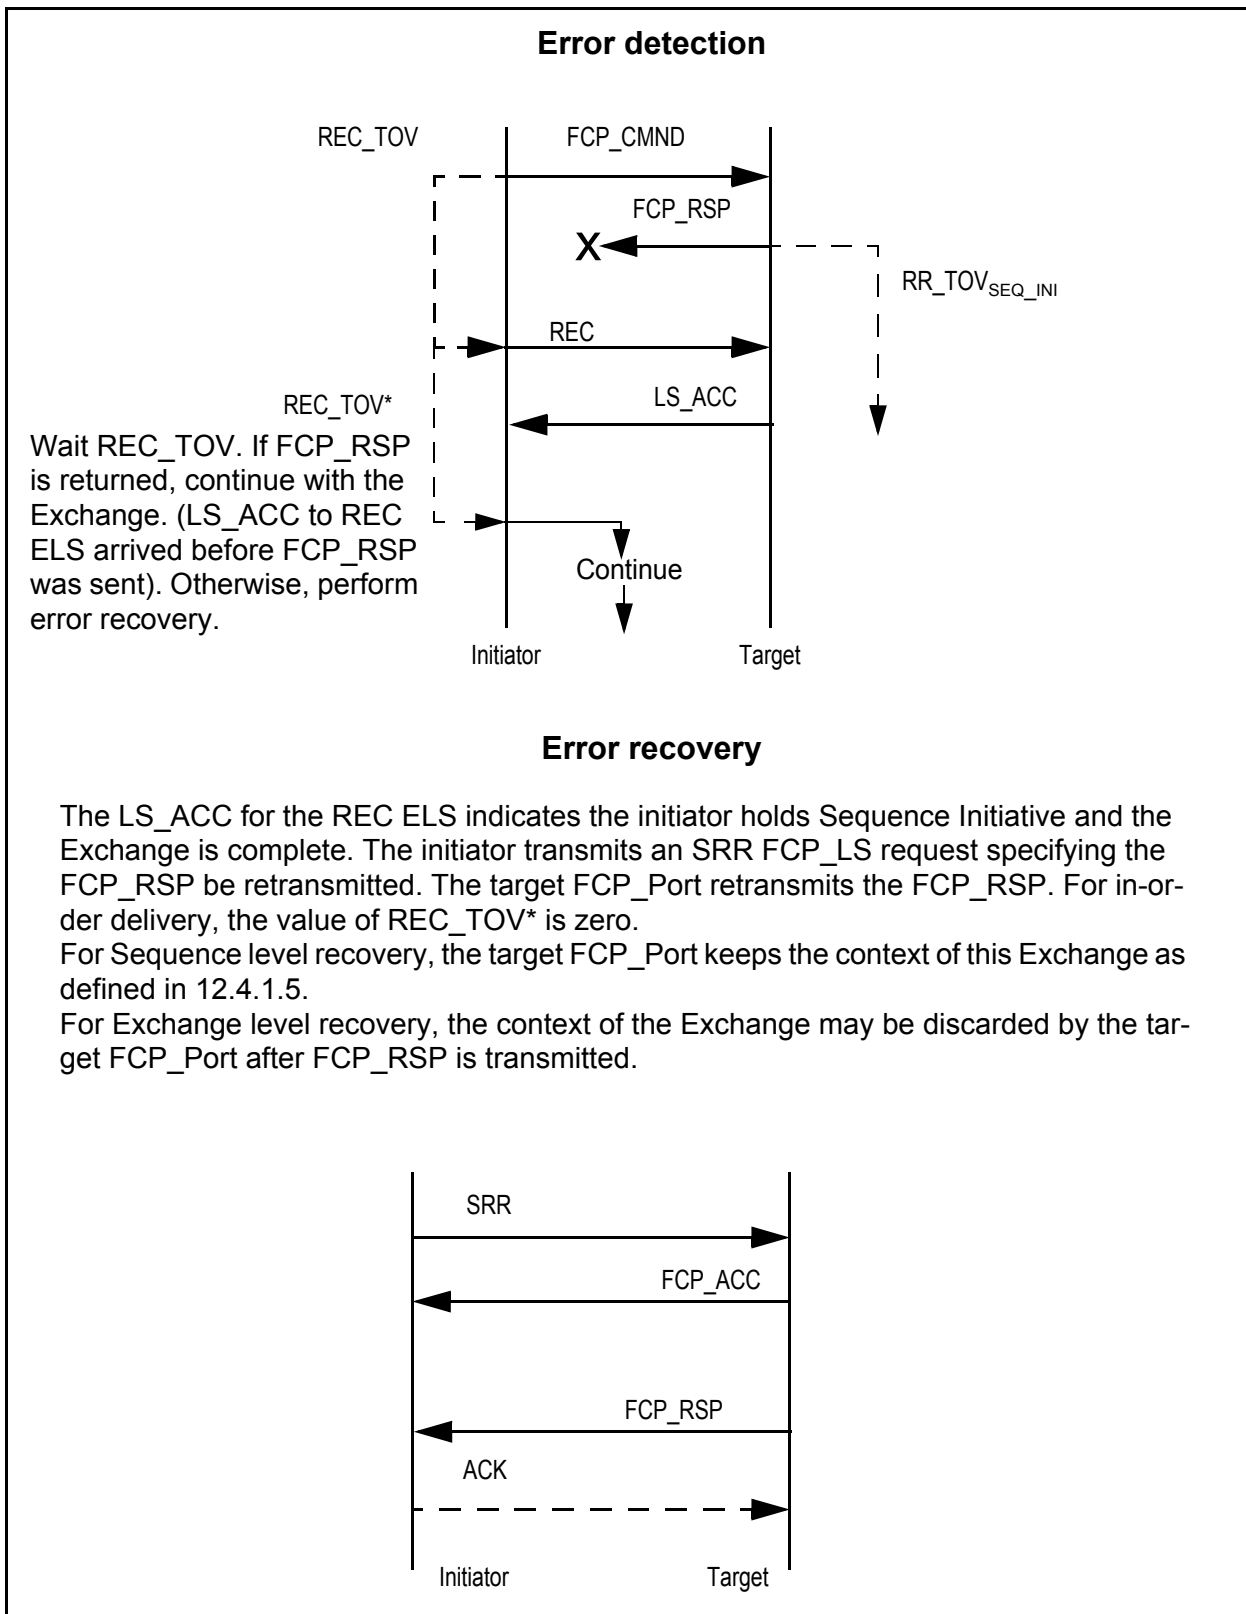 Error detection
REC_TOV
FCP_CMND
FCP_RSP
X
RR_TOVSEQ_INI
REC
REC_TOV*
LS_ACC
Wait REC_TOV. If FCP_RSP
is returned, continue with the
Exchange. (LS_ACC to REC
ELS arrived before FCP_RSP
was sent). Otherwise, perform
error recovery.
Continue
Initiator
Target
Error recovery
The LS_ACC for the REC ELS indicates the initiator holds Sequence Initiative and the
Exchange is complete. The initiator transmits an SRR FCP_LS request specifying the
FCP_RSP be retransmitted. The target FCP_Port retransmits the FCP_RSP. For in-or-
der delivery, the value of REC_TOV* is zero.
For Sequence level recovery, the target FCP_Port keeps the context of this Exchange as
defined in 12.4.1.5.
For Exchange level recovery, the context of the Exchange may be discarded by the tar-
get FCP_Port after FCP_RSP is transmitted.
SRR
FCP_ACC
FCP_RSP
ACK
Initiator
Target